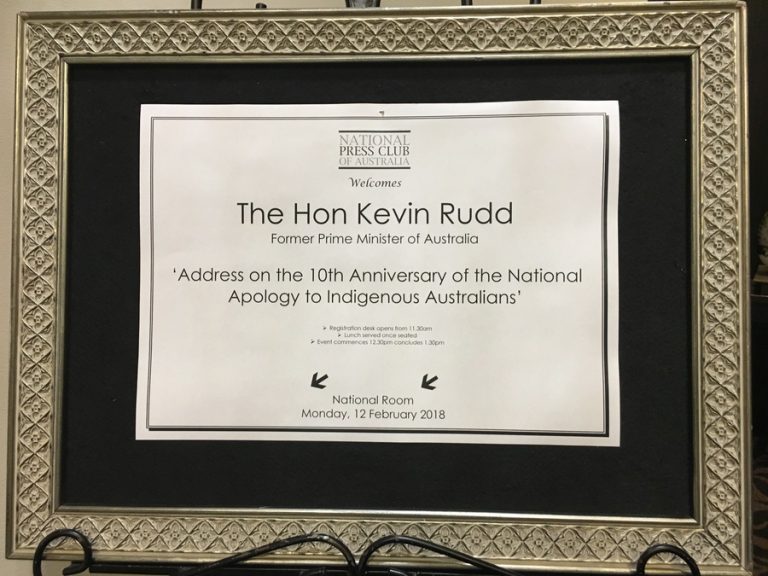 NATIONAL
PRESS CLUB
OF AUSTRALIA
Welcomes
The Hon Kevin Rudd
Former Prime Minister of Australia
‘Address on the 10th Anniversary of the National
Apology to Indigenous Australians’
➢ Registration desk opens from 11.30am
➢ Lunch served once seated
➢ Event commences 12.30pm concludes 1.30pm
National Room
Monday, 12 February 2018